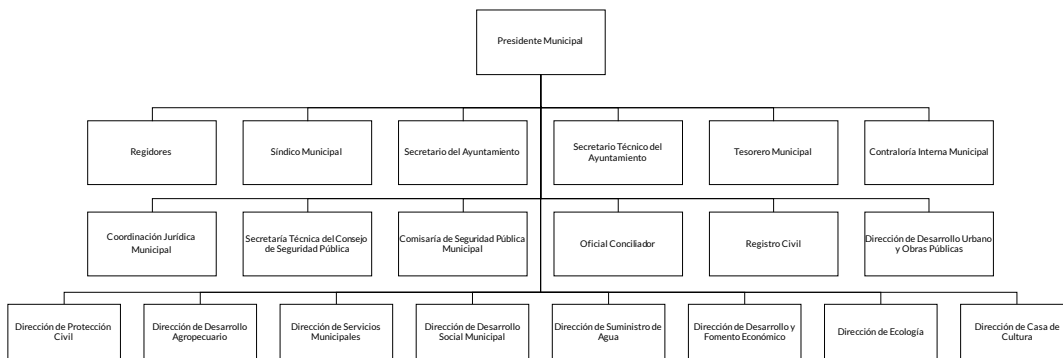 Presidente Municipal
Regidores
Síndico Municipal
Secretario del Ayuntamiento
Secretario Técnico del
Ayuntamiento
Tesorero Municipal
Contraloría Interna Municipal
Coordinación Jurídica
Municipal
Secretaría Técnica del Consejo
de Seguridad Pública
Comisaría de Seguridad Pública
Municipal
Oficial Conciliador
Registro Civil
Dirección de Desarrollo Urbano
y Obras Públicas
Dirección de Protección
Civil
Dirección de Desarrollo
Agropecuario
Dirección de Servicios
Municipales
Dirección de Desarrollo
Social Municipal
Dirección de Suministro de
Agua
Dirección de Desarrollo y
Fomento Económico
Dirección de Ecología
Dirección de Casa de
Cultura